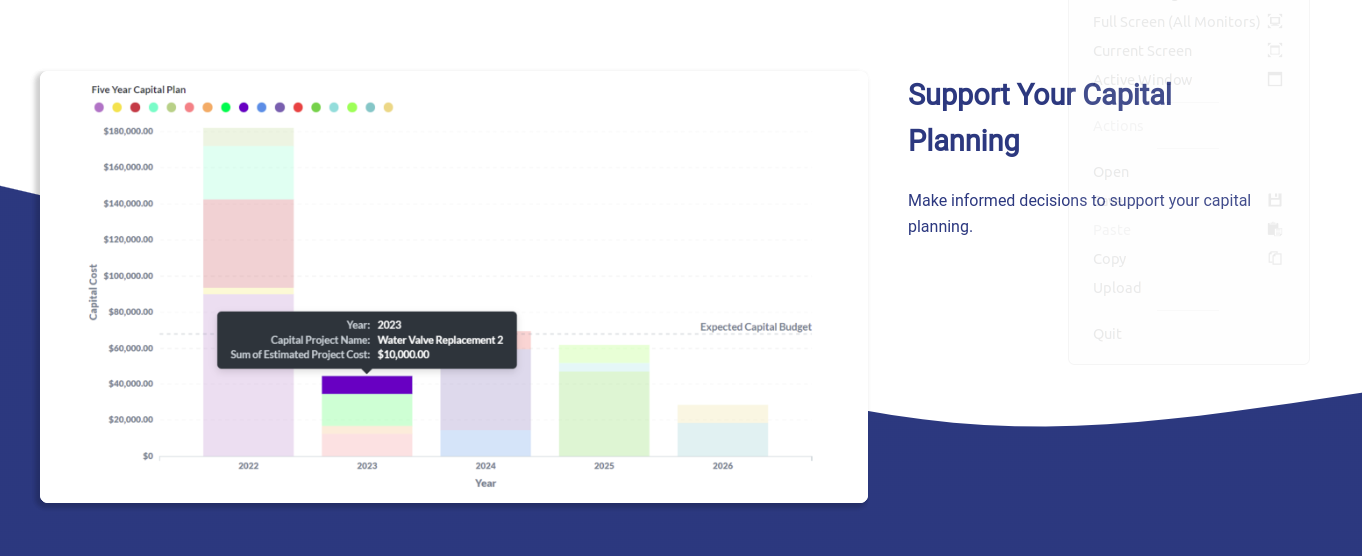 Five Year Capital Plan
$180,000.00
$160,000.00
$140,000.00
$120,000.00
$100,000.00
$80,000.00
$60,000.00
$40,000.00
$20,000.00
$0
Capital Cost
Expected Capital Budget
Year: 2023
Capital Project Name: Water Valve Replacement 2
Sum of Estimated Project Cost: $10,000.00
2022 2023 2024 2025 2026
Year
Support Your Capital
Planning
Make informed decisions to support your capital
planning.
Full Screen (All Monitors)
Current Screen
Active Window
Actions
Open
Paste
Copy
Upload
Quit